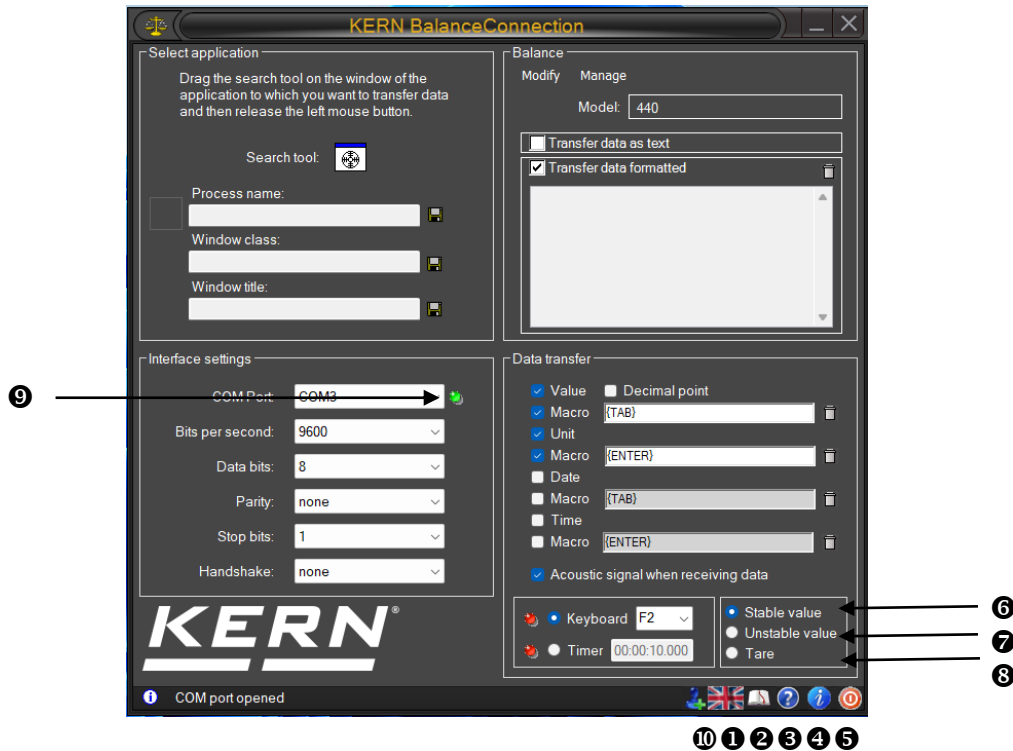 KERN BalanceConnection
Select application
Drag the search tool on the window of the
application to which you want to transfer data
and then release the left mouse button.
Search tool:
Process name:
Window class:
Window title:
Balance
Modify Manage
Model: 440
Transfer data as text
Transfer data formatted
Interface settings
COM Port: COM3
Bits per second: 9600
Data bits: 8
Parity: none
Stop bits: 1
Handshake: none
KERN®
Data transfer
Value Decimal point
Macro {TAB}
Unit
Macro {ENTER}
Date
Macro {TAB}
Time
Macro {ENTER}
Acoustic signal when receiving data
Keyboard F2
Timer 00:00:10.000
Stable value
Unstable value
Tare
COM port opened
❾
❻
❼
❽
❿ ❶ ❷ ❸ ❹ ❺